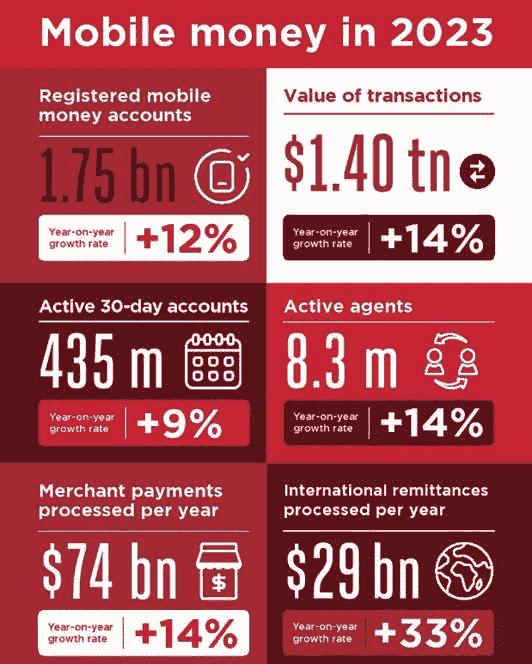 Mobile money in 2023
Registered mobile
money accounts
1.75 bn
Year-on-year
growth rate
+12%
Value of transactions
$1.40 tn
Year-on-year
growth rate
+14%
Active 30-day accounts
435 m
Year-on-year
growth rate
+9%
Active agents
8.3 m
Year-on-year
growth rate
+14%
Merchant payments
processed per year
$74 bn
$
Year-on-year
growth rate
+14%
International remittances
processed per year
$29 bn
Year-on-year
growth rate
+33%